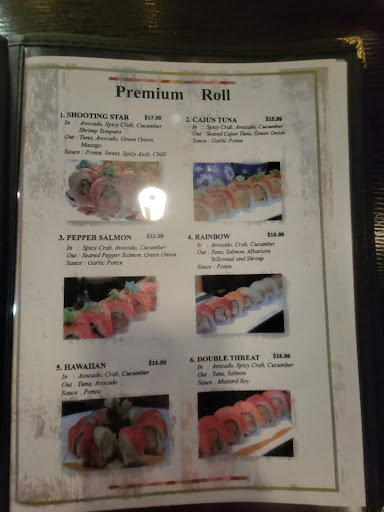 Premium Roll
1. SHOOTING STAR $17.99
In : Avocado, Spicy Crab, Cucumber
Shrimp Tempura
Out : Tuna, Avocado, Green Onion,
Masago
Sauce : Ponzu, Sweet, Spicy Aioli, Chili
2. CAJUN TUNA $15.99
In : Spicy Crab, Avocado, Cucumber
Out : Seared Cajun Tuna, Green Onion
Sauce : Garlic Ponzu
3. PEPPER SALMON
In : Spicy Crab, Avocado, Cucumber
Out : Seared Pepper Salmon, Green Onion
Sauce : Garlic Ponzu
4. RAINBOW $16.99
In : Avocado, Crab, Cucumber
Out : Tuna, Salmon, Albacore
Yellowtail and Shrimp
Sauce : Ponzu
5. HAWAIIAN $16.99
In : Avocado, Crab, Cucumber
Out : Tuna, Avocado
Sauce : Ponzu
6. DOUBLE THREAT $16.99
In : Avocado, Spicy Crab, Cucumber
Out : Tuna, Salmon
Sauce : Mustard Soy